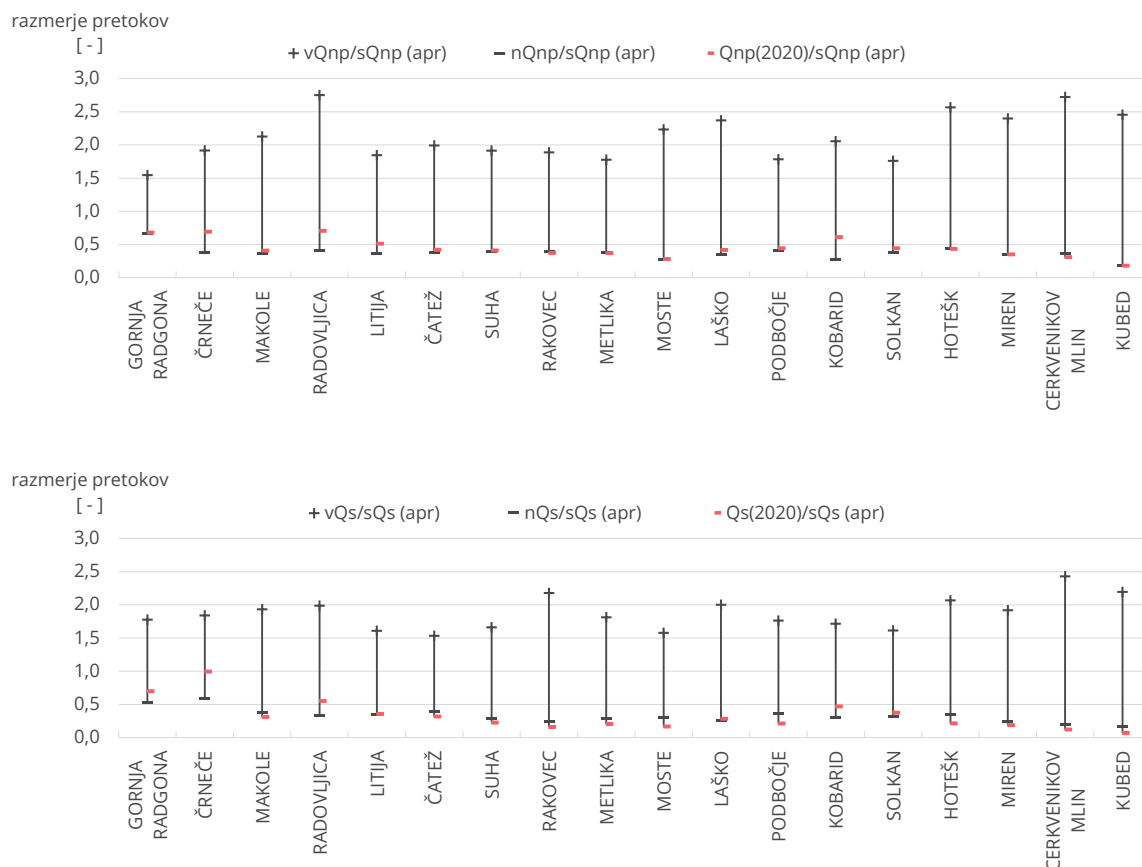 razmerje pretokov
[ - ]
vQnp/sQnp (apr)
nQnp/sQnp (apr)
Qnp(2020)/sQnp (apr)
3,0
2,5
2,0
1,5
1,0
0,5
0,0
GORNJA
RADGONA
ČRNEČE
MAKOLE
RADOVLJICA
LITIJA
ČATEŽ
SUHA
RAKOVEC
METLIKA
MOSTE
LAŠKO
PODBOČJE
KOBARID
SOLKAN
HOTEŠK
MIREN
CERKVENIKOV
MLIN
KUBED
razmerje pretokov
[ - ]
vQs/sQs (apr)
nQs/sQs (apr)
Qs(2020)/sQs (apr)
3,0
2,5
2,0
1,5
1,0
0,5
0,0
GORNJA
RADGONA
ČRNEČE
MAKOLE
RADOVLJICA
LITIJA
ČATEŽ
SUHA
RAKOVEC
METLIKA
MOSTE
LAŠKO
PODBOČJE
KOBARID
SOLKAN
HOTEŠK
MIREN
CERKVENIKOV
MLIN
KUBED